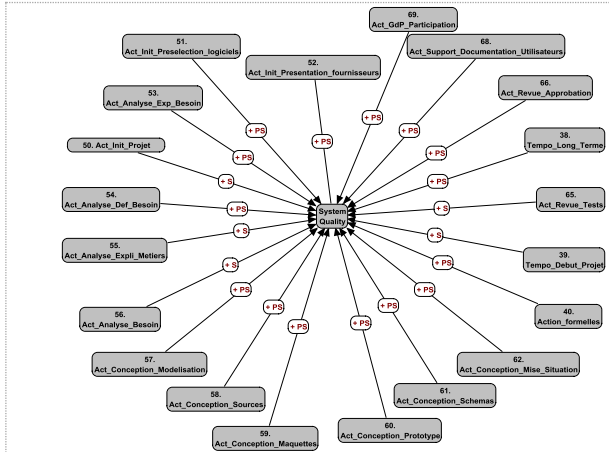 69.
Act_GdP_Participation
51.
Act_Init_Preselection_logiciels
68.
Act_Support_Documentation_Utilisateurs
52.
Act_Init_Presentation_fournisseurs
53.
Act_Analyse_Exp_Besoin
66.
Act_Revue_Approbation
50. Act_Init_Projet
38.
Tempo_Long_Terme
54.
Act_Analyse_Def_Besoin
65.
Act_Revue_Tests
55.
Act_Analyse_Expli_Metiers
39.
Tempo_Debut_Projet
56.
Act_Analyse_Besoin
40.
Action_formelles
57.
Act_Conception_Modelisation
62.
Act_Conception_Mise_Situation
58.
Act_Conception_Sources
61.
Act_Conception_Schemas
59.
Act_Conception_Maquettes
60.
Act_Conception_Prototype
System
Quality
+ PS
+ PS
+ PS
+ PS
+ PS
+ PS
+ S
+ PS
+ PS
+ S
+ S
+ S
+ S
+ PS
+ PS
+ PS
+ PS
+ PS
+ PS
+ PS